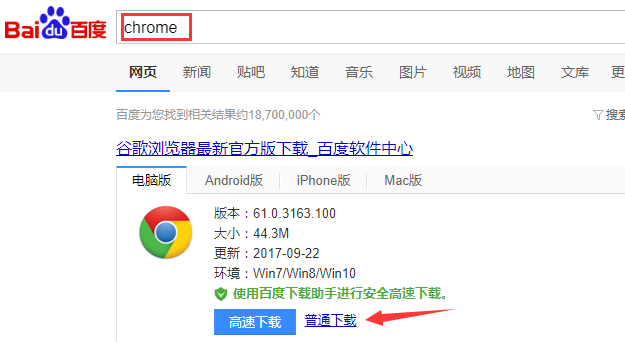 Bai du 百度
chrome
网页 新闻 贴吧 知道 音乐 图片 视频 地图 文库
百度为您找到相关结果约18,700,000个
谷歌浏览器最新官方版下载_百度软件中心
电脑版 Android版 iPhone版 Mac版
版本：61.0.3163.100
大小：44.3M
更新：2017-09-22
环境：Win7/Win8/Win10
使用百度下载助手进行安全高速下载。
高速下载 普通下载